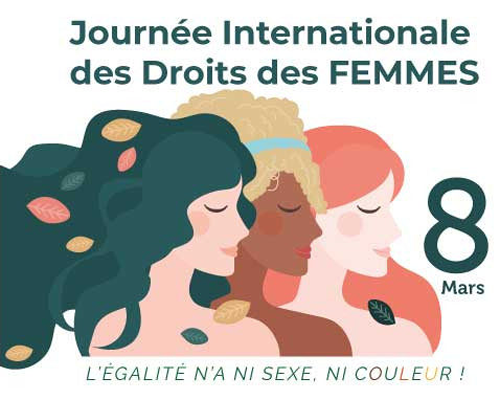 Journée Internationale
des Droits des FEMMES
8
Mars
L'ÉGALITÉ N'A NI SEXE, NI COULEUR !